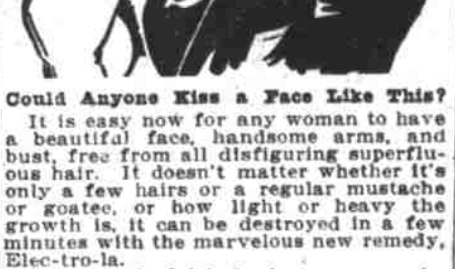 Could Anyone Kiss a Face Like This?
It is easy now for any woman to have
a beautiful face, handsome arms, and
bust, free from all disfiguring superflu-
ous hair. It doesn't matter whether it's
only a few hairs or a regular mustache
or goatee, or how light or heavy the
growth is, it can be destroyed in a few
minutes with the marvelous new remedy,
Elec-tro-la.